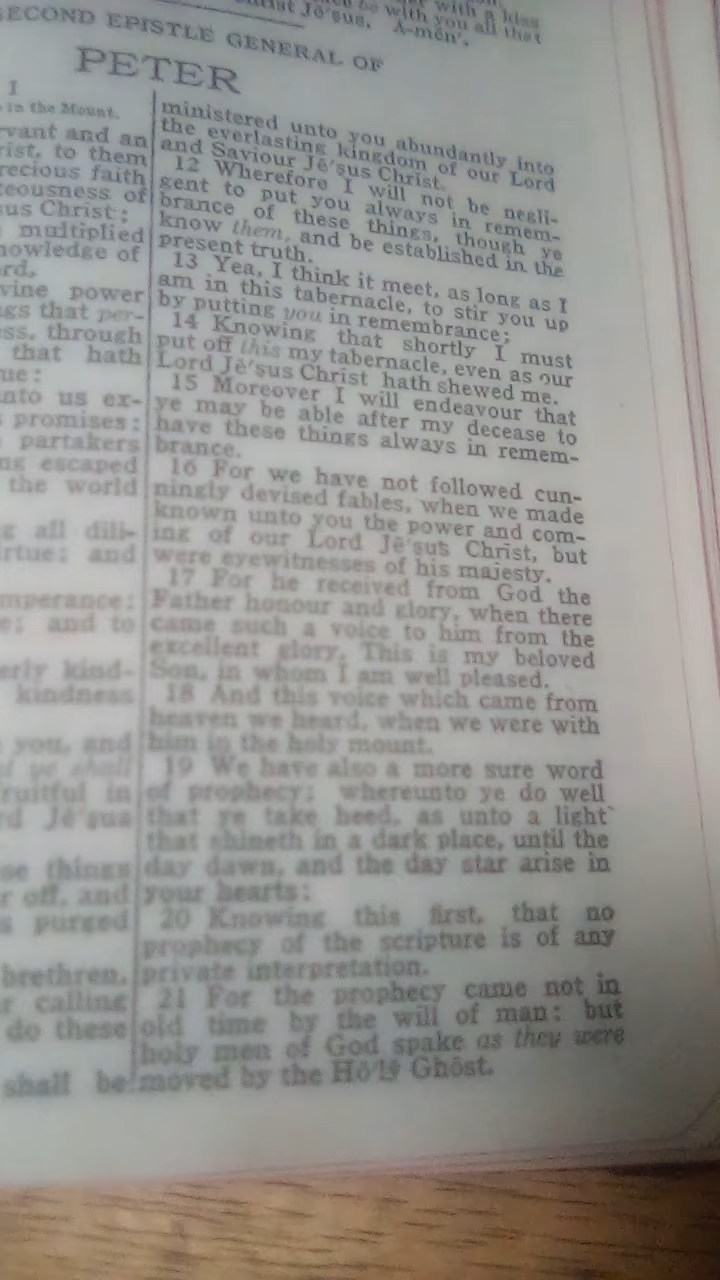 with a kiss
be with you all that
Jē'sus. A-mén'.
SECOND EPISTLE GENERAL OF
PETER
1
in the Mount.
vant and an
rist, to them
recious faith
teousness of
us Christ:
multiplied
nowledge of
rd,
vine power
gs that per-
ss, through
that hath
ue:
nto us ex-
promises:
partakers
ng escaped
the world
g all dili-
irtue; and
mperance;
e; and to
erly kind-
kindness
you, and
ye shall
ruitful in
rd Jē'sus
se things
r off, and
s purged
brethren,
r calling
do these
shall be
ministered unto you abundantly into
the everlasting kingdom of our Lord
and Saviour Jē'sus Christ.
12 Wherefore I will not be negli-
gent to put you always in remem-
brance of these things, though ye
know them, and be established in the
present truth.
13 Yea, I think it meet, as long as I
am in this tabernacle, to stir you up
by putting you in remembrance;
14 Knowing that shortly I must
put off this my tabernacle, even as our
Lord Jē'sus Christ hath shewed me.
15 Moreover I will endeavour that
ye may be able after my decease to
have these things always in remem-
brance.
16 For we have not followed cun-
ningly devised fables, when we made
known unto you the power and com-
ing of our Lord Jē'sus Christ, but
were eyewitnesses of his majesty.
17 For he received from God the
Father honour and glory, when there
came such a voice to him from the
excellent glory, This is my beloved
Son, in whom I am well pleased.
18 And this voice which came from
heaven we heard, when we were with
him in the holy mount.
19 We have also a more sure word
of prophecy; whereunto ye do well
that ye take heed, as unto a light
that shineth in a dark place, until the
day dawn, and the day star arise in
your hearts:
20 Knowing this first, that no
prophecy of the scripture is of any
private interpretation.
21 For the prophecy came not in
old time by the will of man: but
holy men of God spake as they were
moved by the Hō'lў Ghōst.